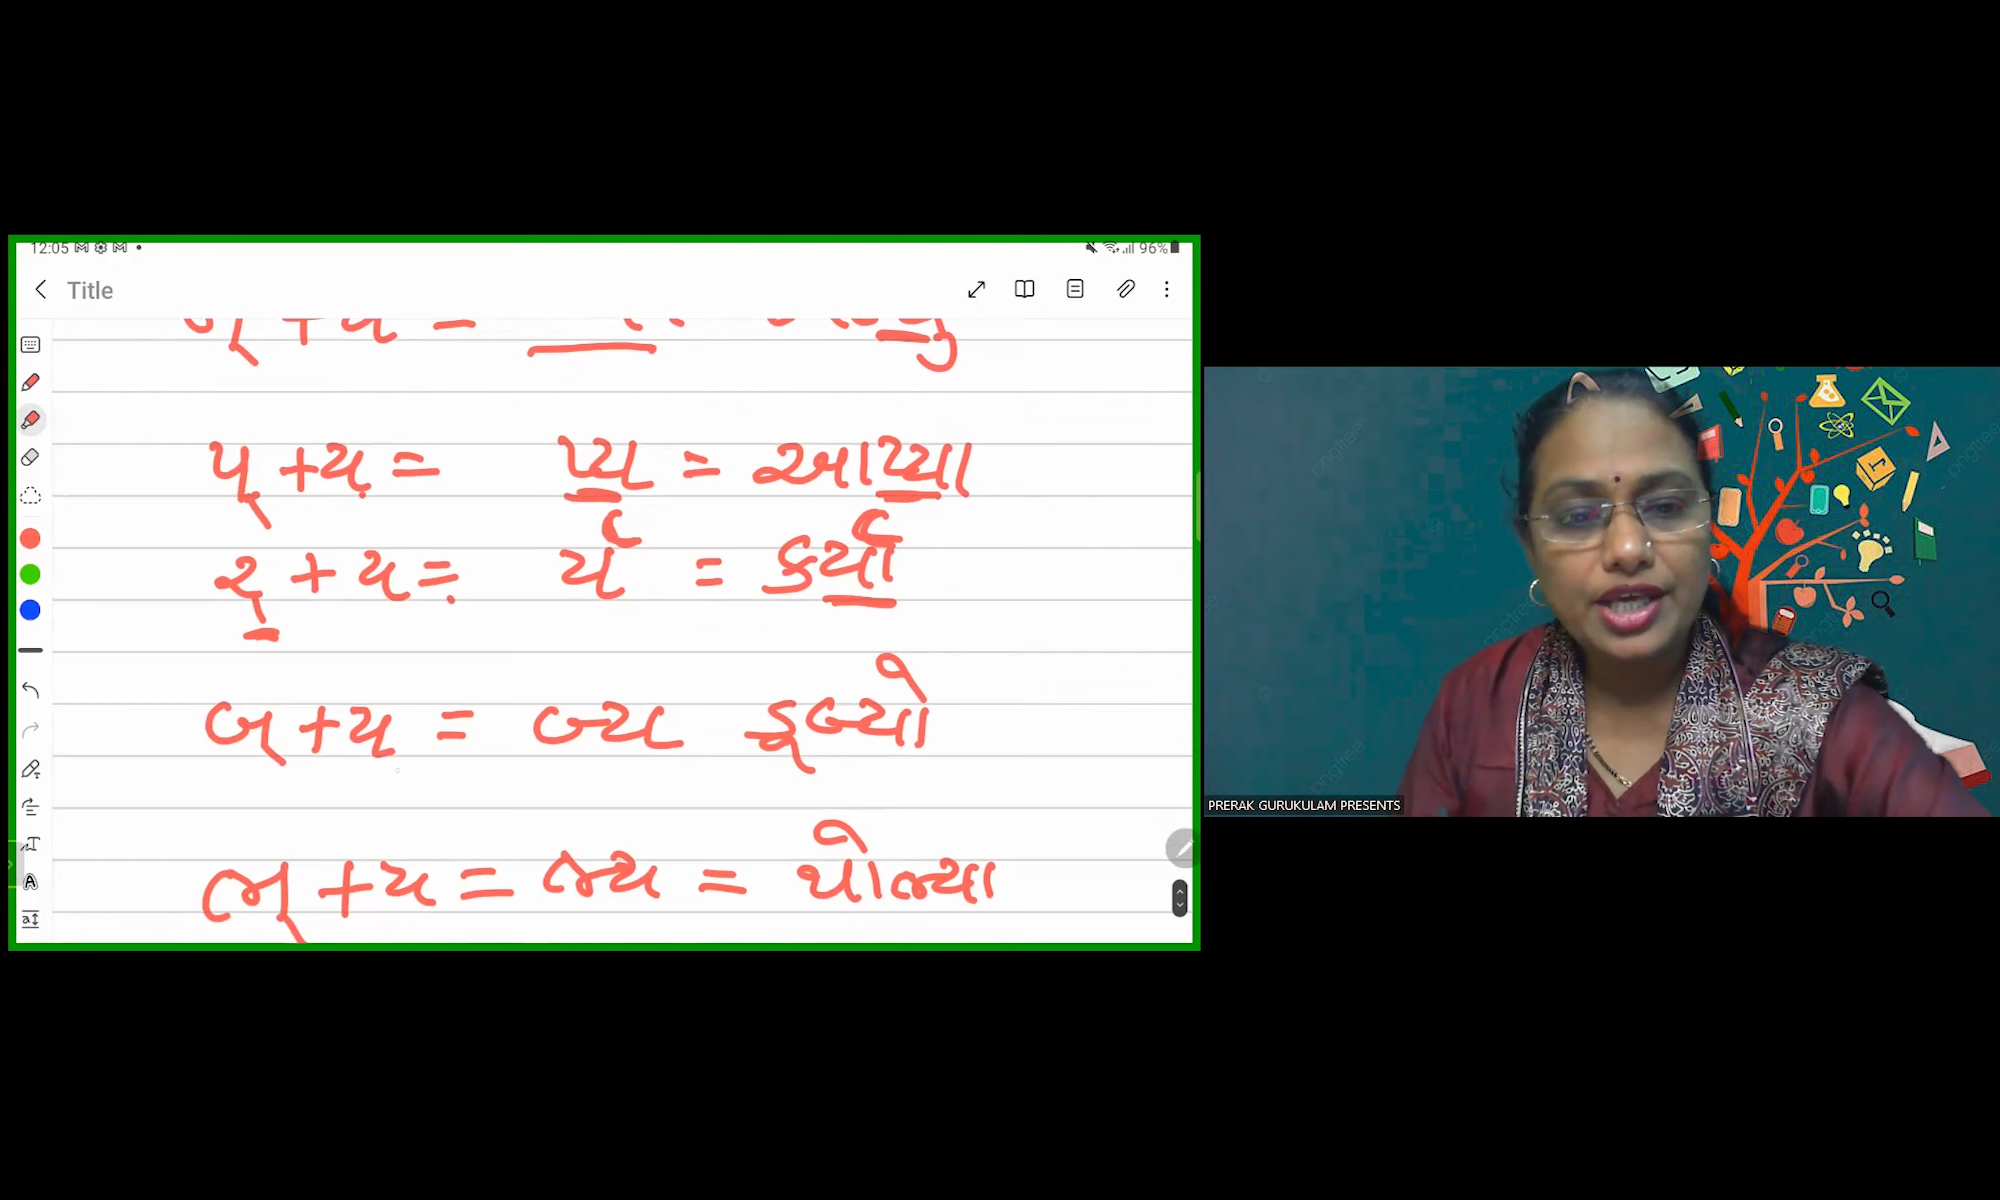 12:05
96%
Title
પ્ + ય = પ્ય = આપ્યા
ર્ + ય = ર્ય = કર્યા
બ્ + ય = બ્ય ડૂબ્યો
ભ્ + ય = ભ્ય = થોભ્યા
PRERAK GURUKULAM PRESENTS